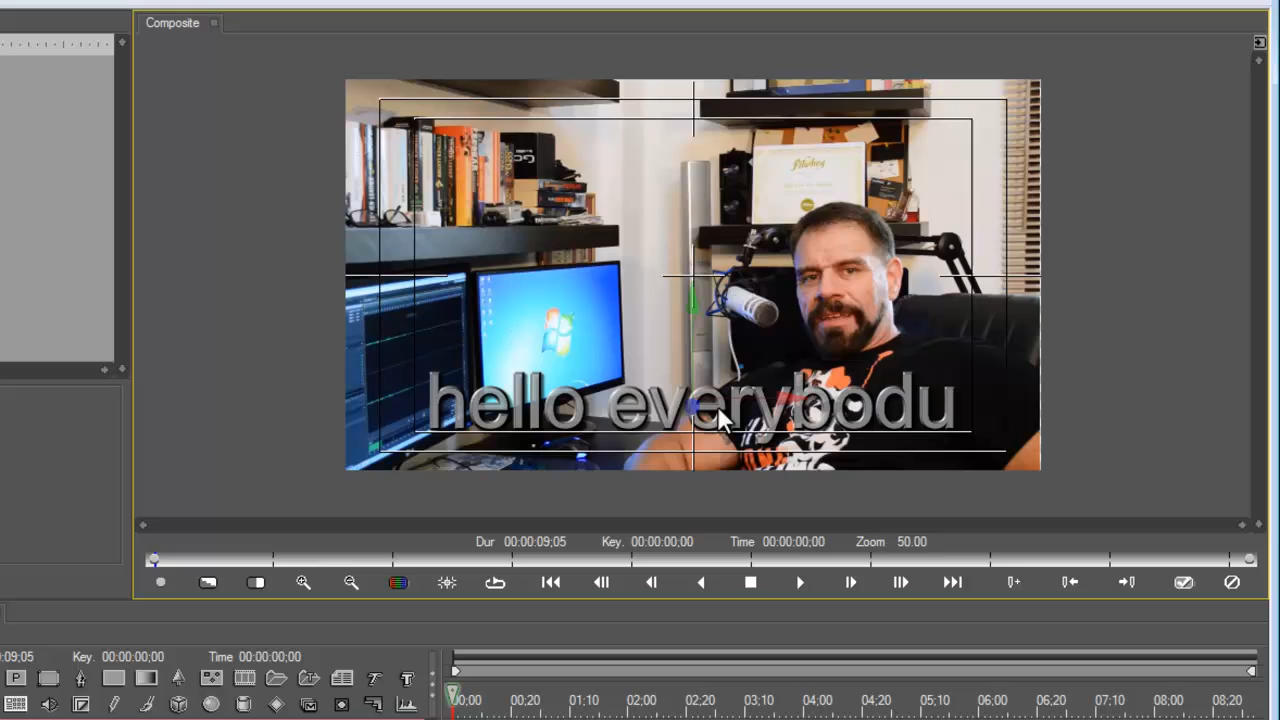 Composite
Pluskey
hello everybodu
Dur 00:00:09;05 Key. 00:00:00;00 Time 00:00:00;00 Zoom 50.00
:09;05 Key. 00:00:00;00 Time 00:00:00;00
P
00;00 00;20 01:10 02:00 02:20 03:10 04:00 04:20 05:10 06:00 06:20 07:10 08:00 08:20